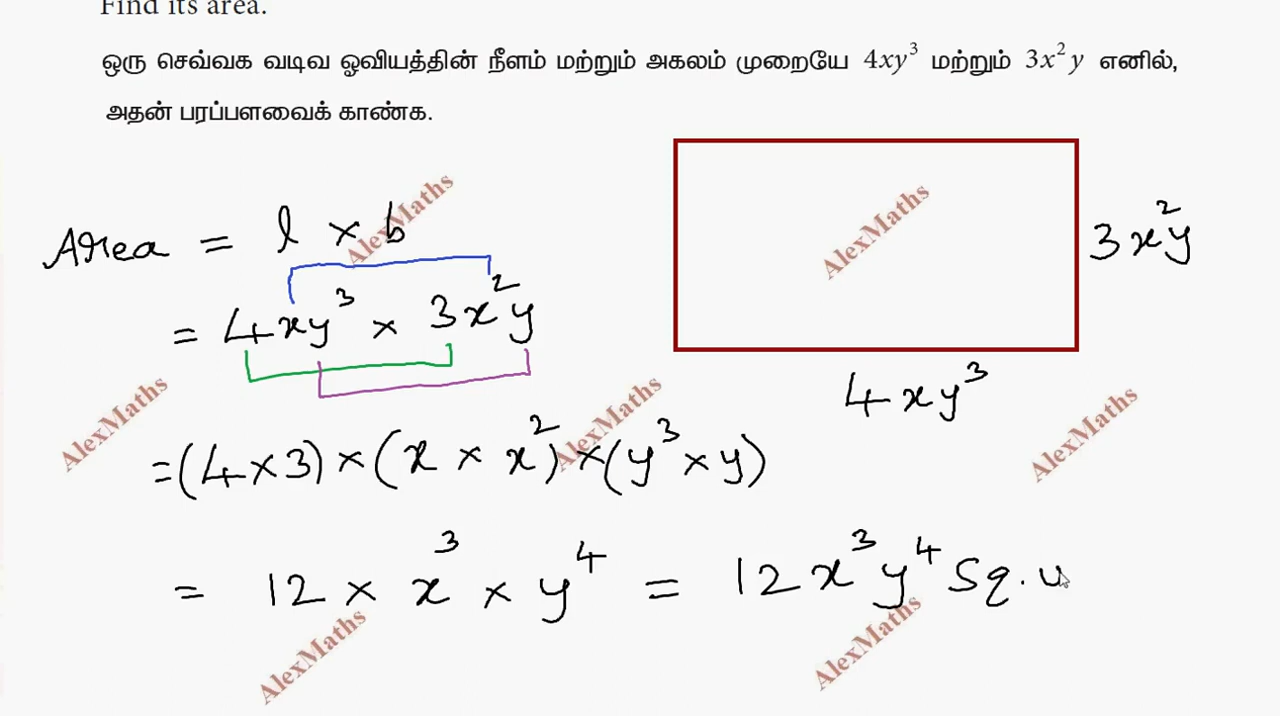 Find its area.
ஒரு செவ்வக வடிவ ஓவியத்தின் நீளம் மற்றும் அகலம் முறையே 4xy³ மற்றும் 3x²y எனில்,
அதன் பரப்பளவைக் காண்க.
AlexMaths
AlexMaths
Area = l × b
3x²y
= 4xy³ × 3x²y
4xy³
AlexMaths
AlexMaths
AlexMaths
=(4×3)×(x × x²)×(y³×y)
= 12 × x³ × y⁴ = 12x³y⁴ Sq. u
AlexMaths
AlexMaths